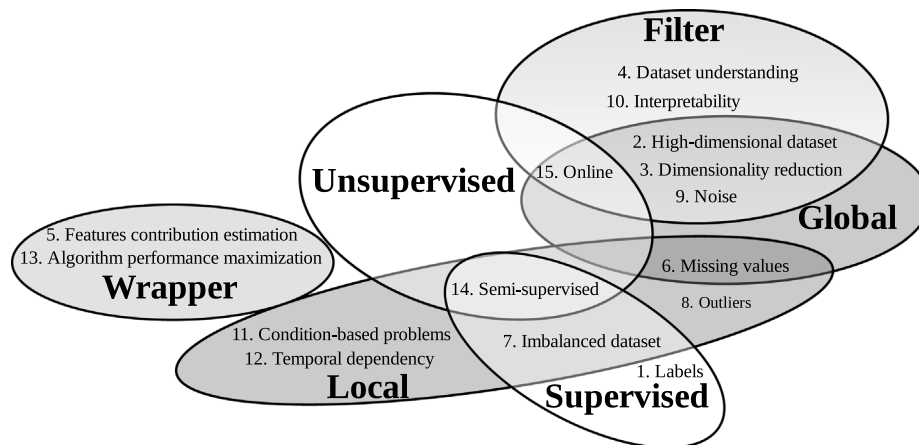 Filter
4. Dataset understanding
10. Interpretability
2. High-dimensional dataset
15. Online
3. Dimensionality reduction
Unsupervised
9. Noise
Global
5. Features contribution estimation
13. Algorithm performance maximization
Wrapper
6. Missing values
14. Semi-supervised
8. Outliers
11. Condition-based problems
7. Imbalanced dataset
12. Temporal dependency
1. Labels
Local
Supervised